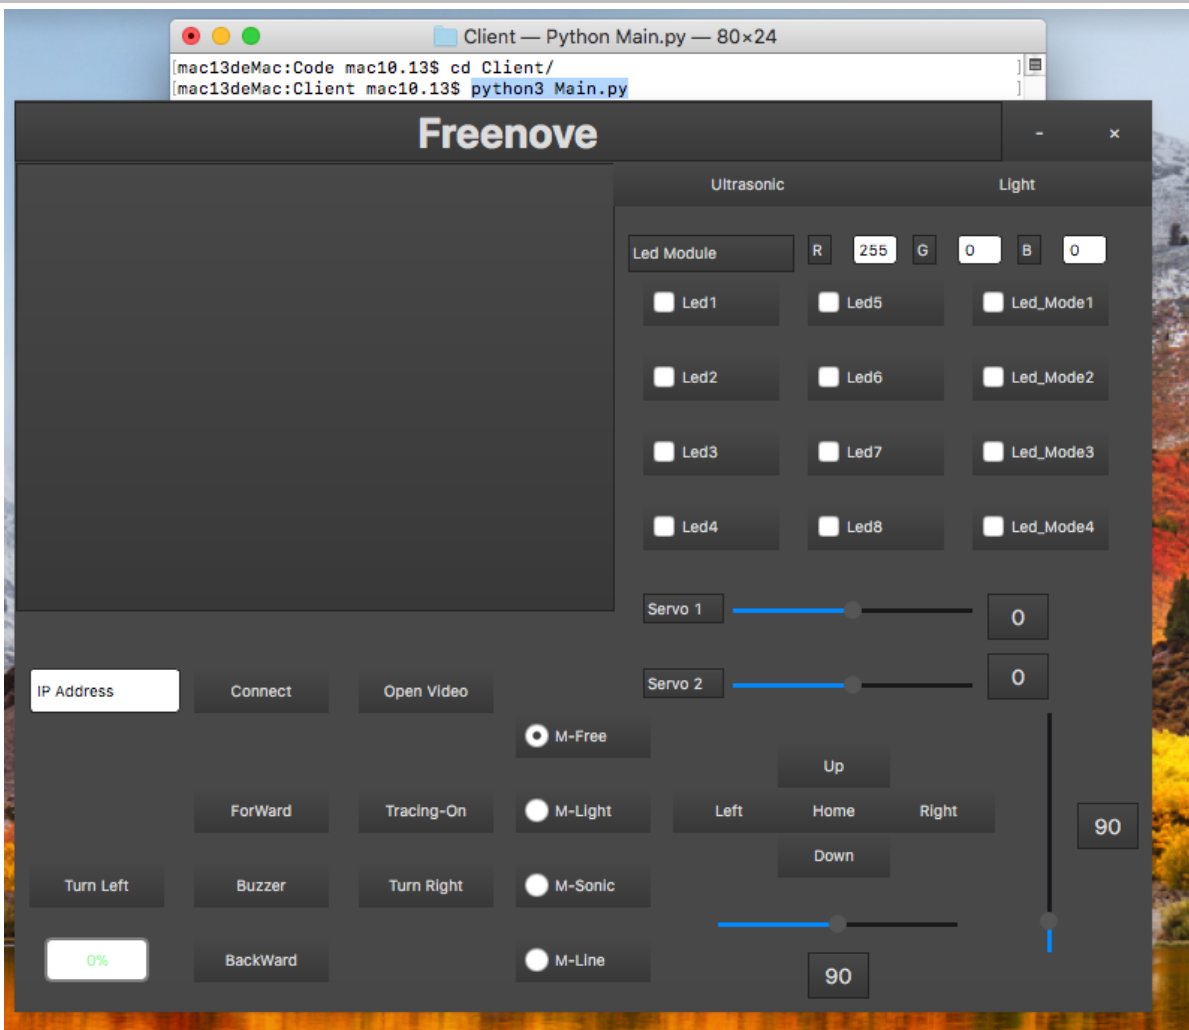 Client — Python Main.py — 80×24
[mac13deMac:Code mac10.13$ cd Client/ ]
[mac13deMac:Client mac10.13$ python3 Main.py ]
Freenove - ×
Ultrasonic Light
Led Module R 255 G 0 B 0
Led1 Led5 Led_Mode1
Led2 Led6 Led_Mode2
Led3 Led7 Led_Mode3
Led4 Led8 Led_Mode4
Servo 1 0
Servo 2 0
IP Address Connect Open Video
M-Free
Up
ForWard Tracing-On M-Light Left Home Right
90
Down
Turn Left Buzzer Turn Right M-Sonic
0% BackWard M-Line
90